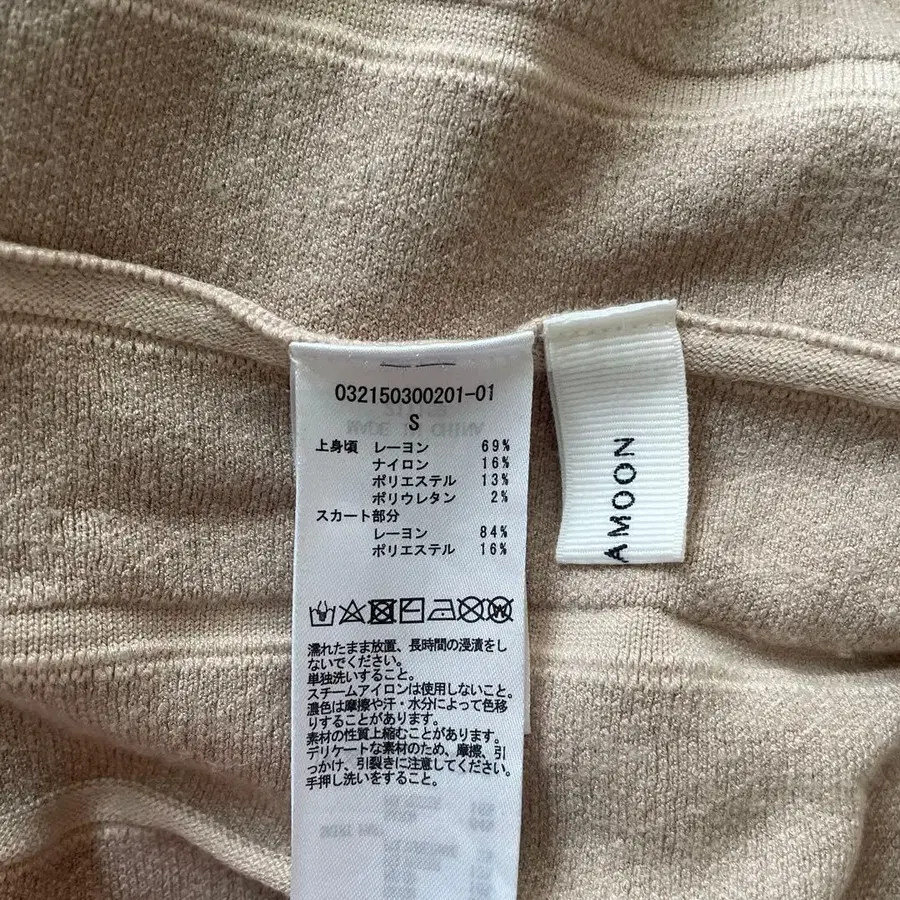 032150300201-01
S
上身頃 レーヨン 69%
ナイロン 16%
ポリエステル 13%
ポリウレタン 2%
スカート部分
レーヨン 84%
ポリエステル 16%
濡れたまま放置、長時間の浸漬をし
ないでください。
単独洗いすること。
スチームアイロンは使用しないこと。
濃色は摩擦や汗・水分によって色移
りすることがあります。
素材の性質上縮むことがあります。
デリケートな素材のため、摩擦、引
っかけ、引裂きに注意してください。
手押し洗いをすること。
MADE IN CHINA
AMOON